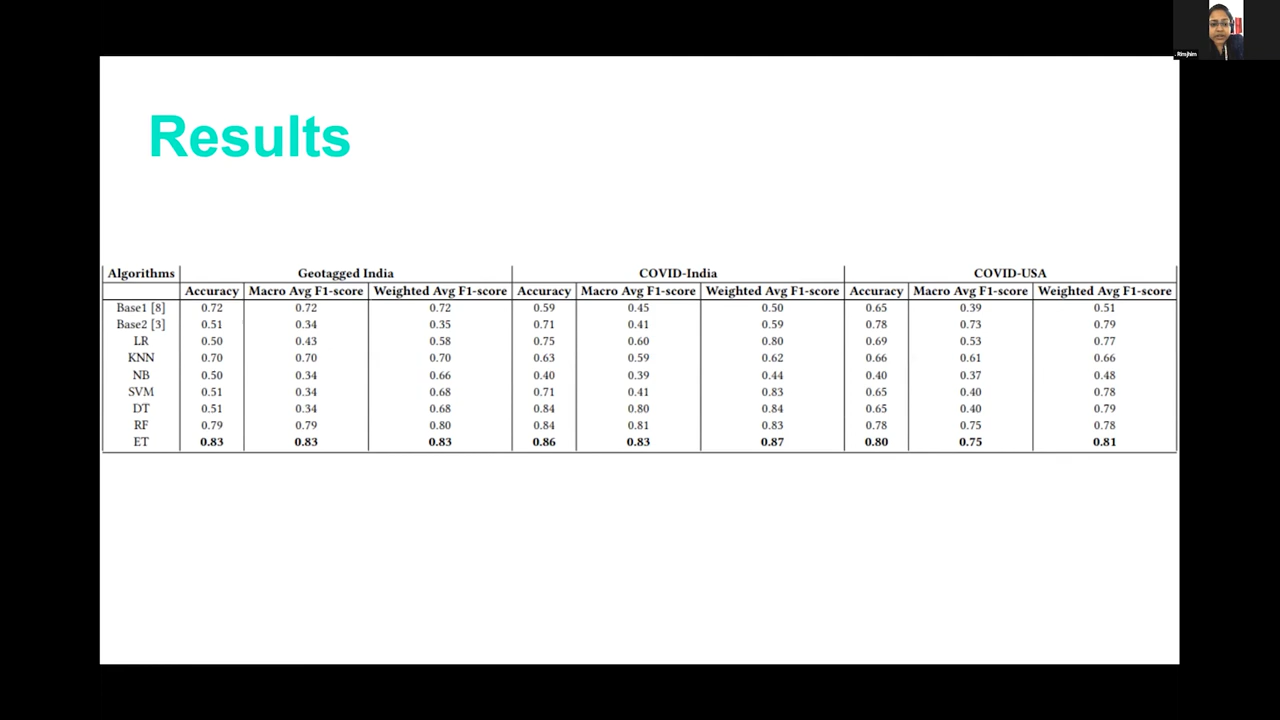 Rimjhim
Results
Algorithms Geotagged India COVID-India COVID-USA
Accuracy Macro Avg F1-score Weighted Avg F1-score Accuracy Macro Avg F1-score Weighted Avg F1-score Accuracy Macro Avg F1-score Weighted Avg F1-score
Base1 [8] 0.72 0.72 0.72 0.59 0.45 0.50 0.65 0.39 0.51
Base2 [3] 0.51 0.34 0.35 0.71 0.41 0.59 0.78 0.73 0.79
LR 0.50 0.43 0.58 0.75 0.60 0.80 0.69 0.53 0.77
KNN 0.70 0.70 0.70 0.63 0.59 0.62 0.66 0.61 0.66
NB 0.50 0.34 0.66 0.40 0.39 0.44 0.40 0.37 0.48
SVM 0.51 0.34 0.68 0.71 0.41 0.83 0.65 0.40 0.78
DT 0.51 0.34 0.68 0.84 0.80 0.84 0.65 0.40 0.79
RF 0.79 0.79 0.80 0.84 0.81 0.83 0.78 0.75 0.78
ET 0.83 0.83 0.83 0.86 0.83 0.87 0.80 0.75 0.81